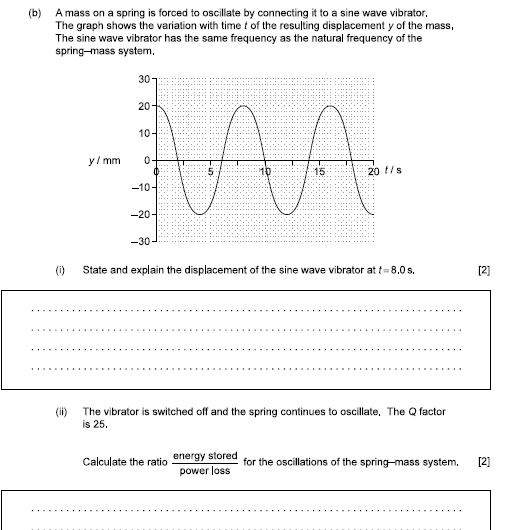 (b) A mass on a spring is forced to oscillate by connecting it to a sine wave vibrator.
The graph shows the variation with time t of the resulting displacement y of the mass.
The sine wave vibrator has the same frequency as the natural frequency of the
spring–mass system.
30
20
10
y / mm
0
0 5 10 15 20 t / s
–10
–20
–30
(i) State and explain the displacement of the sine wave vibrator at t = 8.0 s. [2]
(ii) The vibrator is switched off and the spring continues to oscillate. The Q factor
is 25.
Calculate the ratio energy stored / power loss for the oscillations of the spring–mass system. [2]